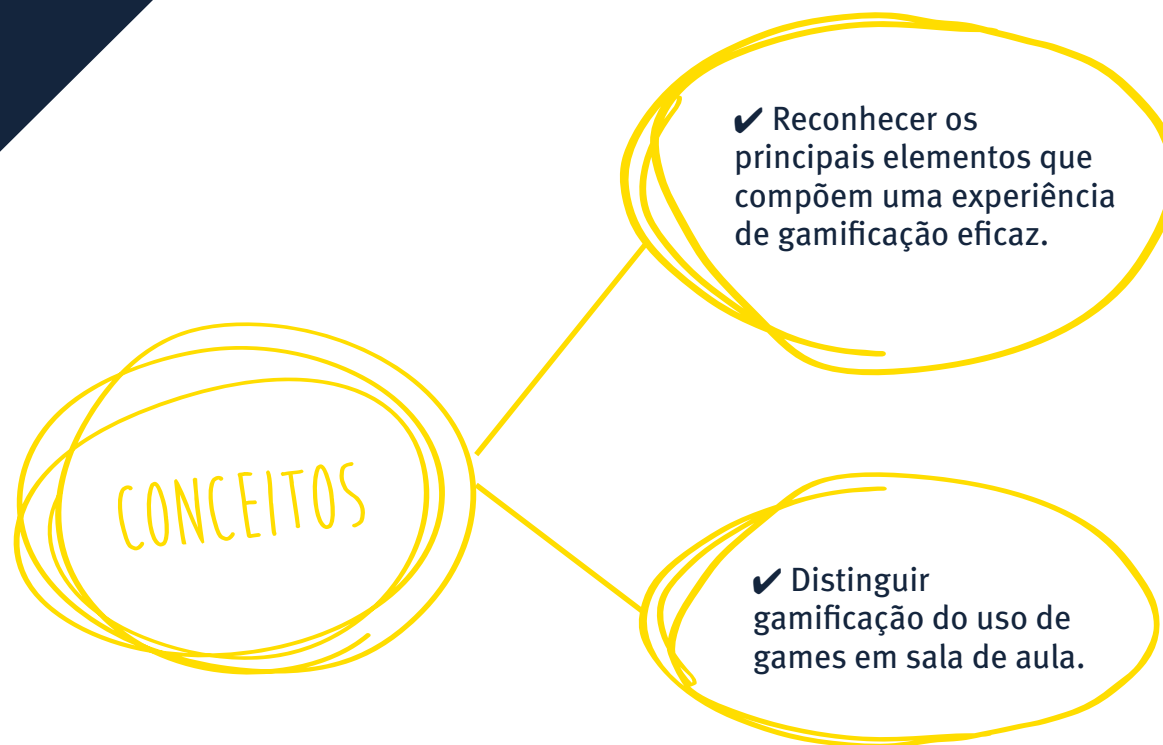 ✔ Reconhecer os
principais elementos que
compõem uma experiência
de gamificação eficaz.
CONCEITOS
✔ Distinguir
gamificação do uso de
games em sala de aula.